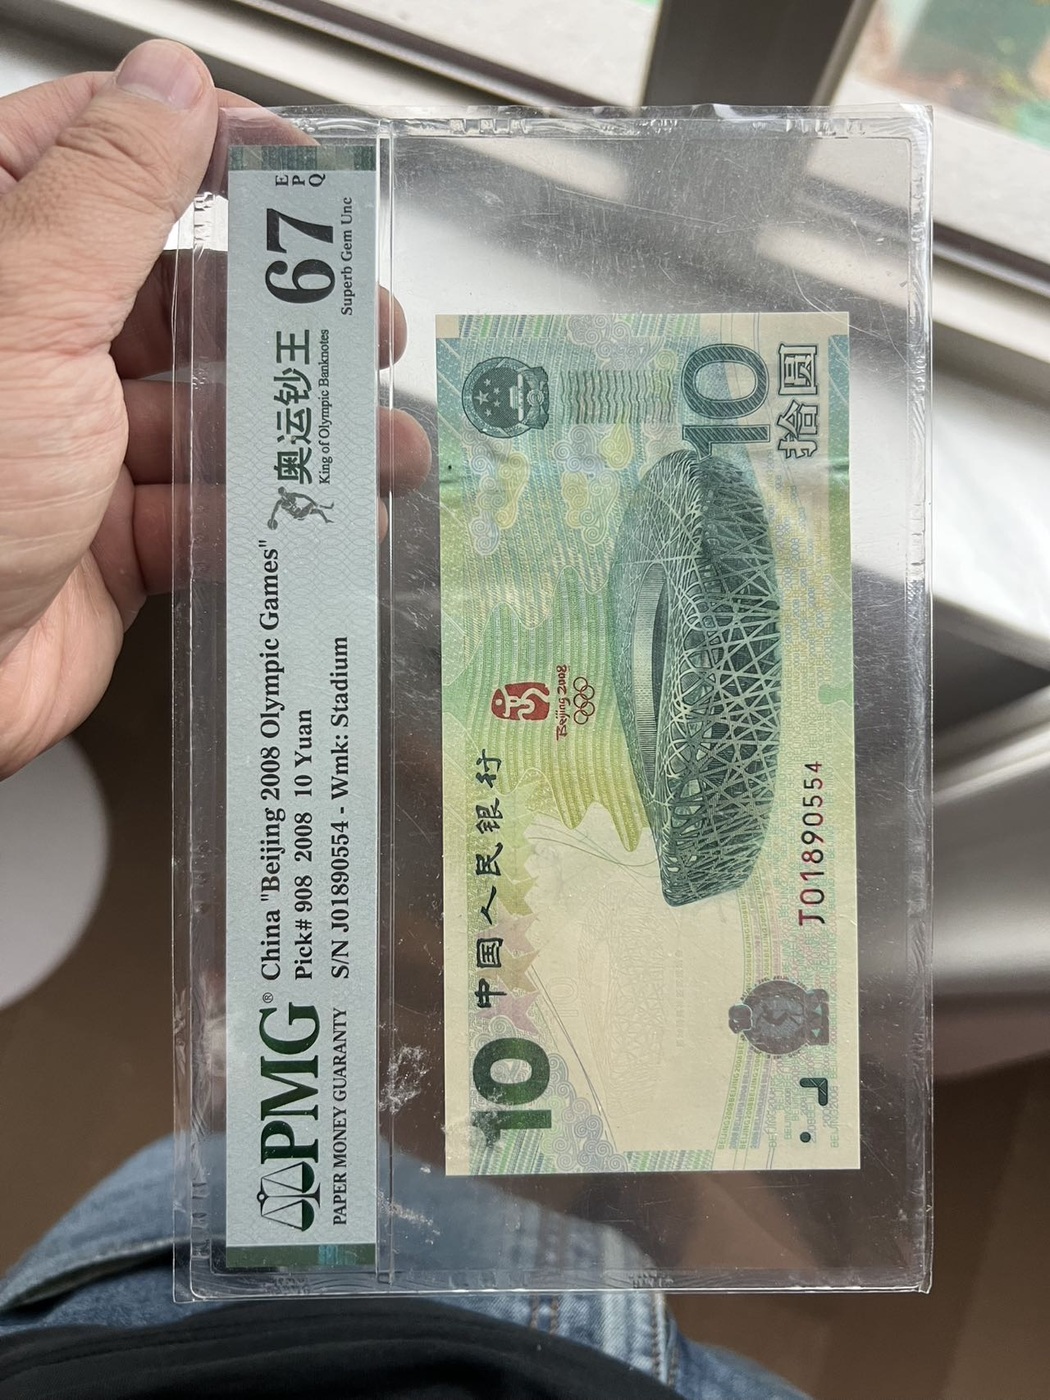 PMG®
PAPER MONEY GUARANTY
China "Beijing 2008 Olympic Games"
Pick# 908 2008 10 Yuan
S/N J01890554 - Wmk: Stadium
奥运钞王
King of Olympic Banknotes
67
EPQ
Superb Gem Unc
10
中国人民银行
Beijing 2008
10
拾圆
J01890554